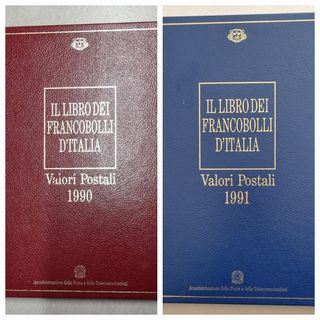 IL LIBRO DEI
FRANCOBOLLI
D'ITALIA
Valori Postali
1990
Amministrazione delle Poste e delle Telecomunicazioni
IL LIBRO DEI
FRANCOBOLLI
D'ITALIA
Valori Postali
1991
Amministrazione delle Poste e delle Telecomunicazioni